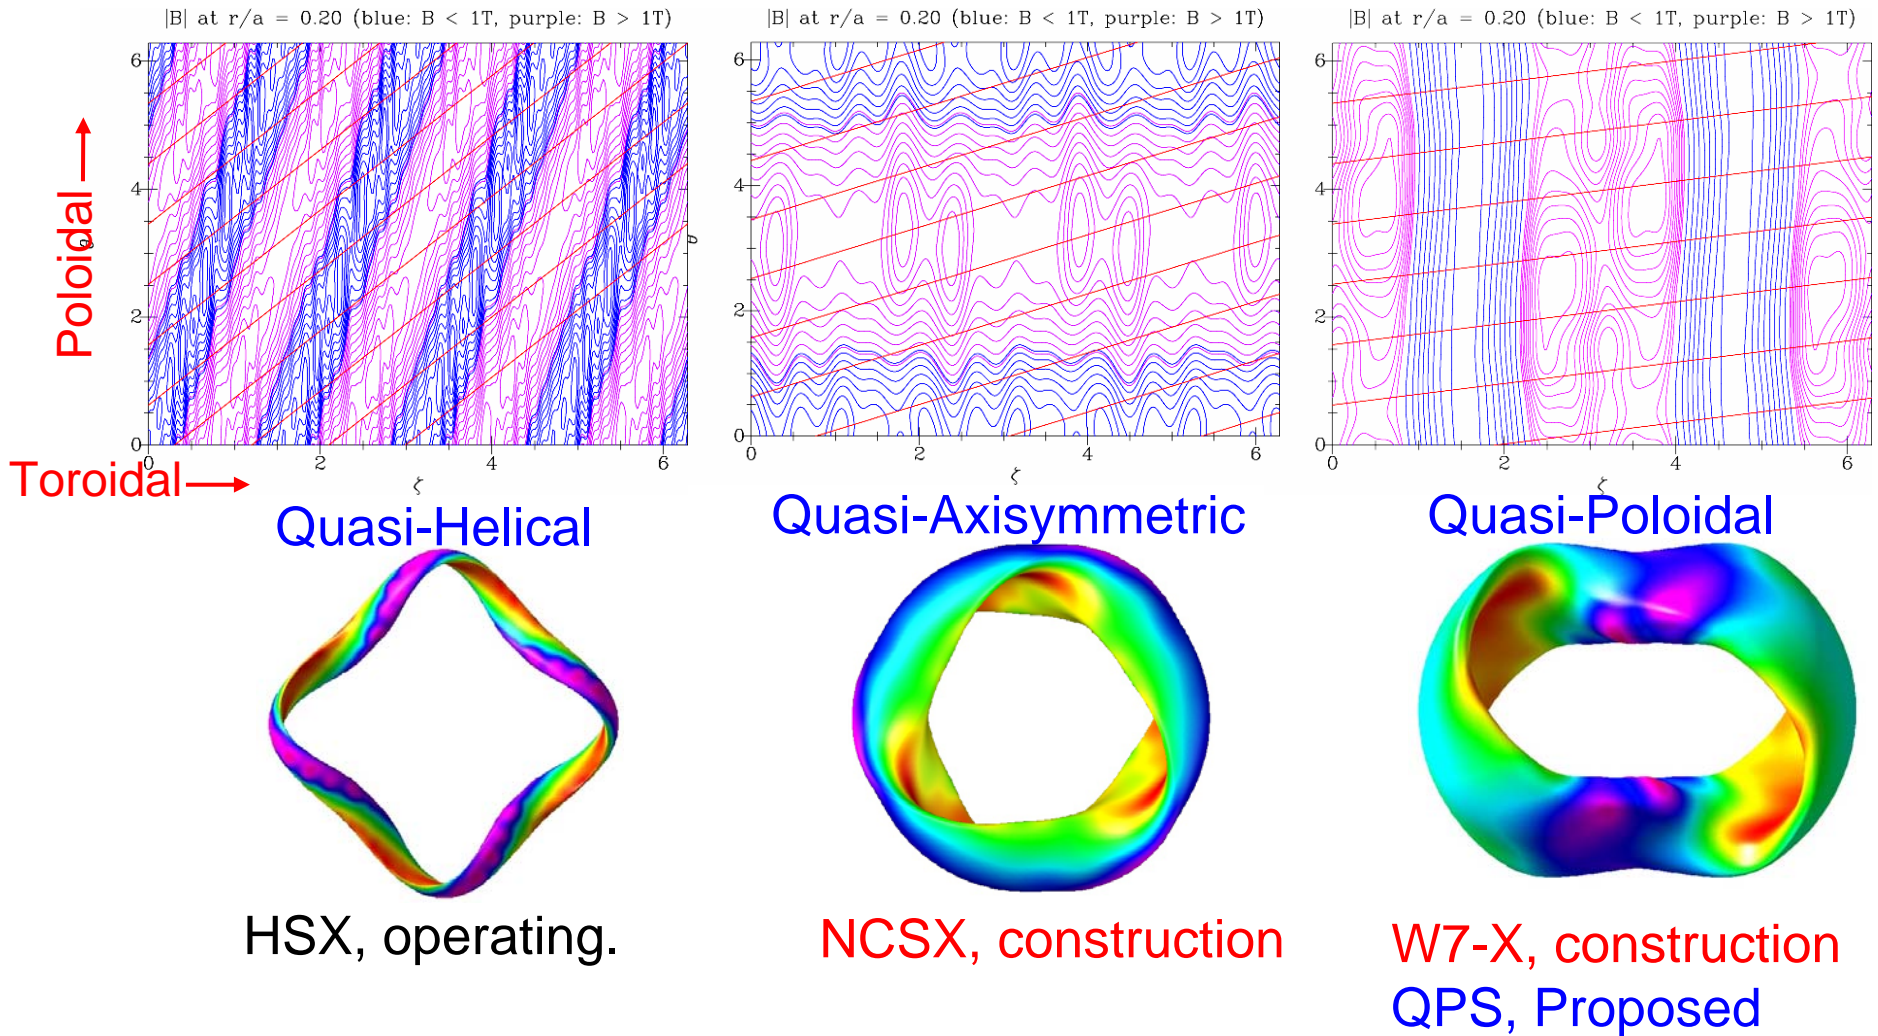 |B| at r/a = 0.20 (blue: B < 1T, purple: B > 1T)
|B| at r/a = 0.20 (blue: B < 1T, purple: B > 1T)
|B| at r/a = 0.20 (blue: B < 1T, purple: B > 1T)
6
4
2
0
6
4
2
0
6
4
2
0
Poloidal
θ
θ
0 2 4 6
0 2 4 6
0 2 4 6
Toroidal
ζ
ζ
ζ
Quasi-Helical
Quasi-Axisymmetric
Quasi-Poloidal
HSX, operating.
NCSX, construction
W7-X, construction
QPS, Proposed